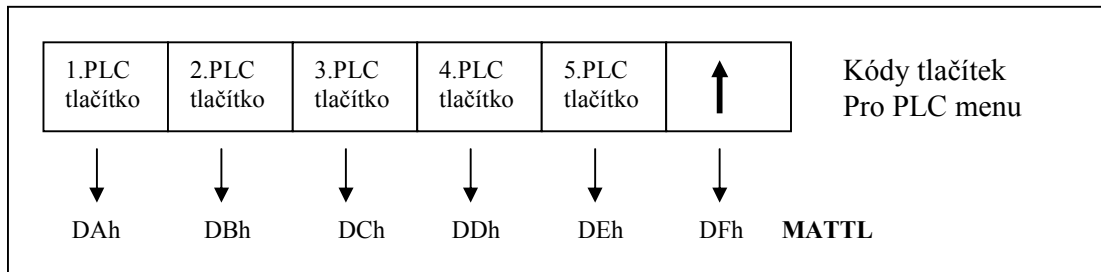 1.PLC tlačítko
2.PLC tlačítko
3.PLC tlačítko
4.PLC tlačítko
5.PLC tlačítko
Kódy tlačítek
Pro PLC menu
DAh DBh DCh DDh DEh DFh MATTL